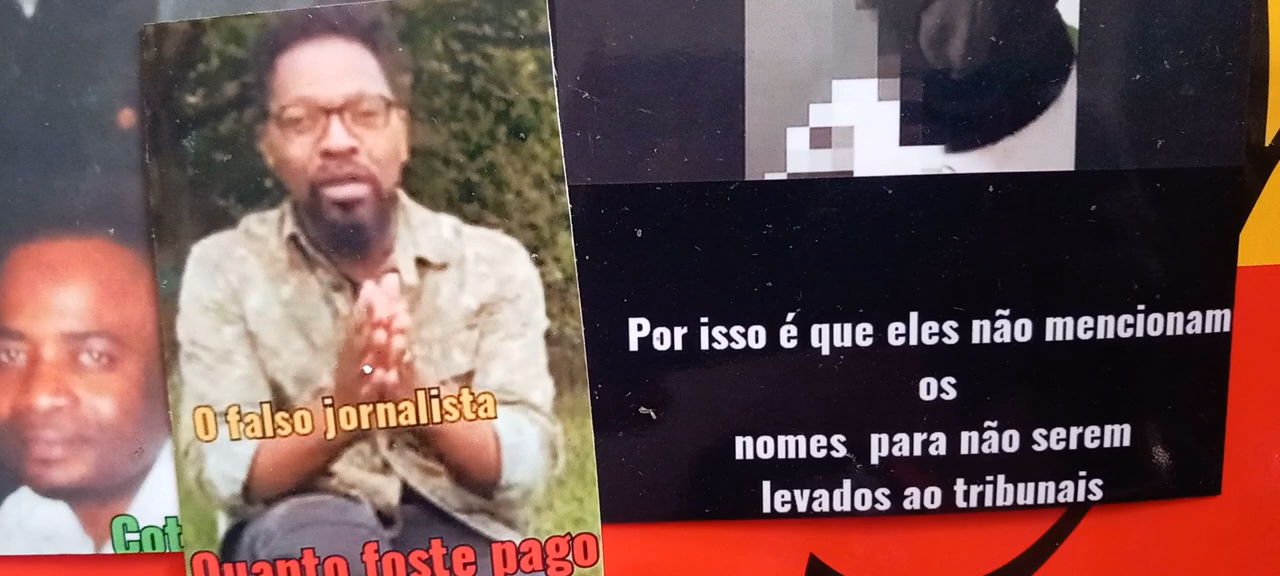 O falso jornalista
Quanto foste pago
Cot
Por isso é que eles não mencionam
os
nomes para não serem
levados ao tribunais